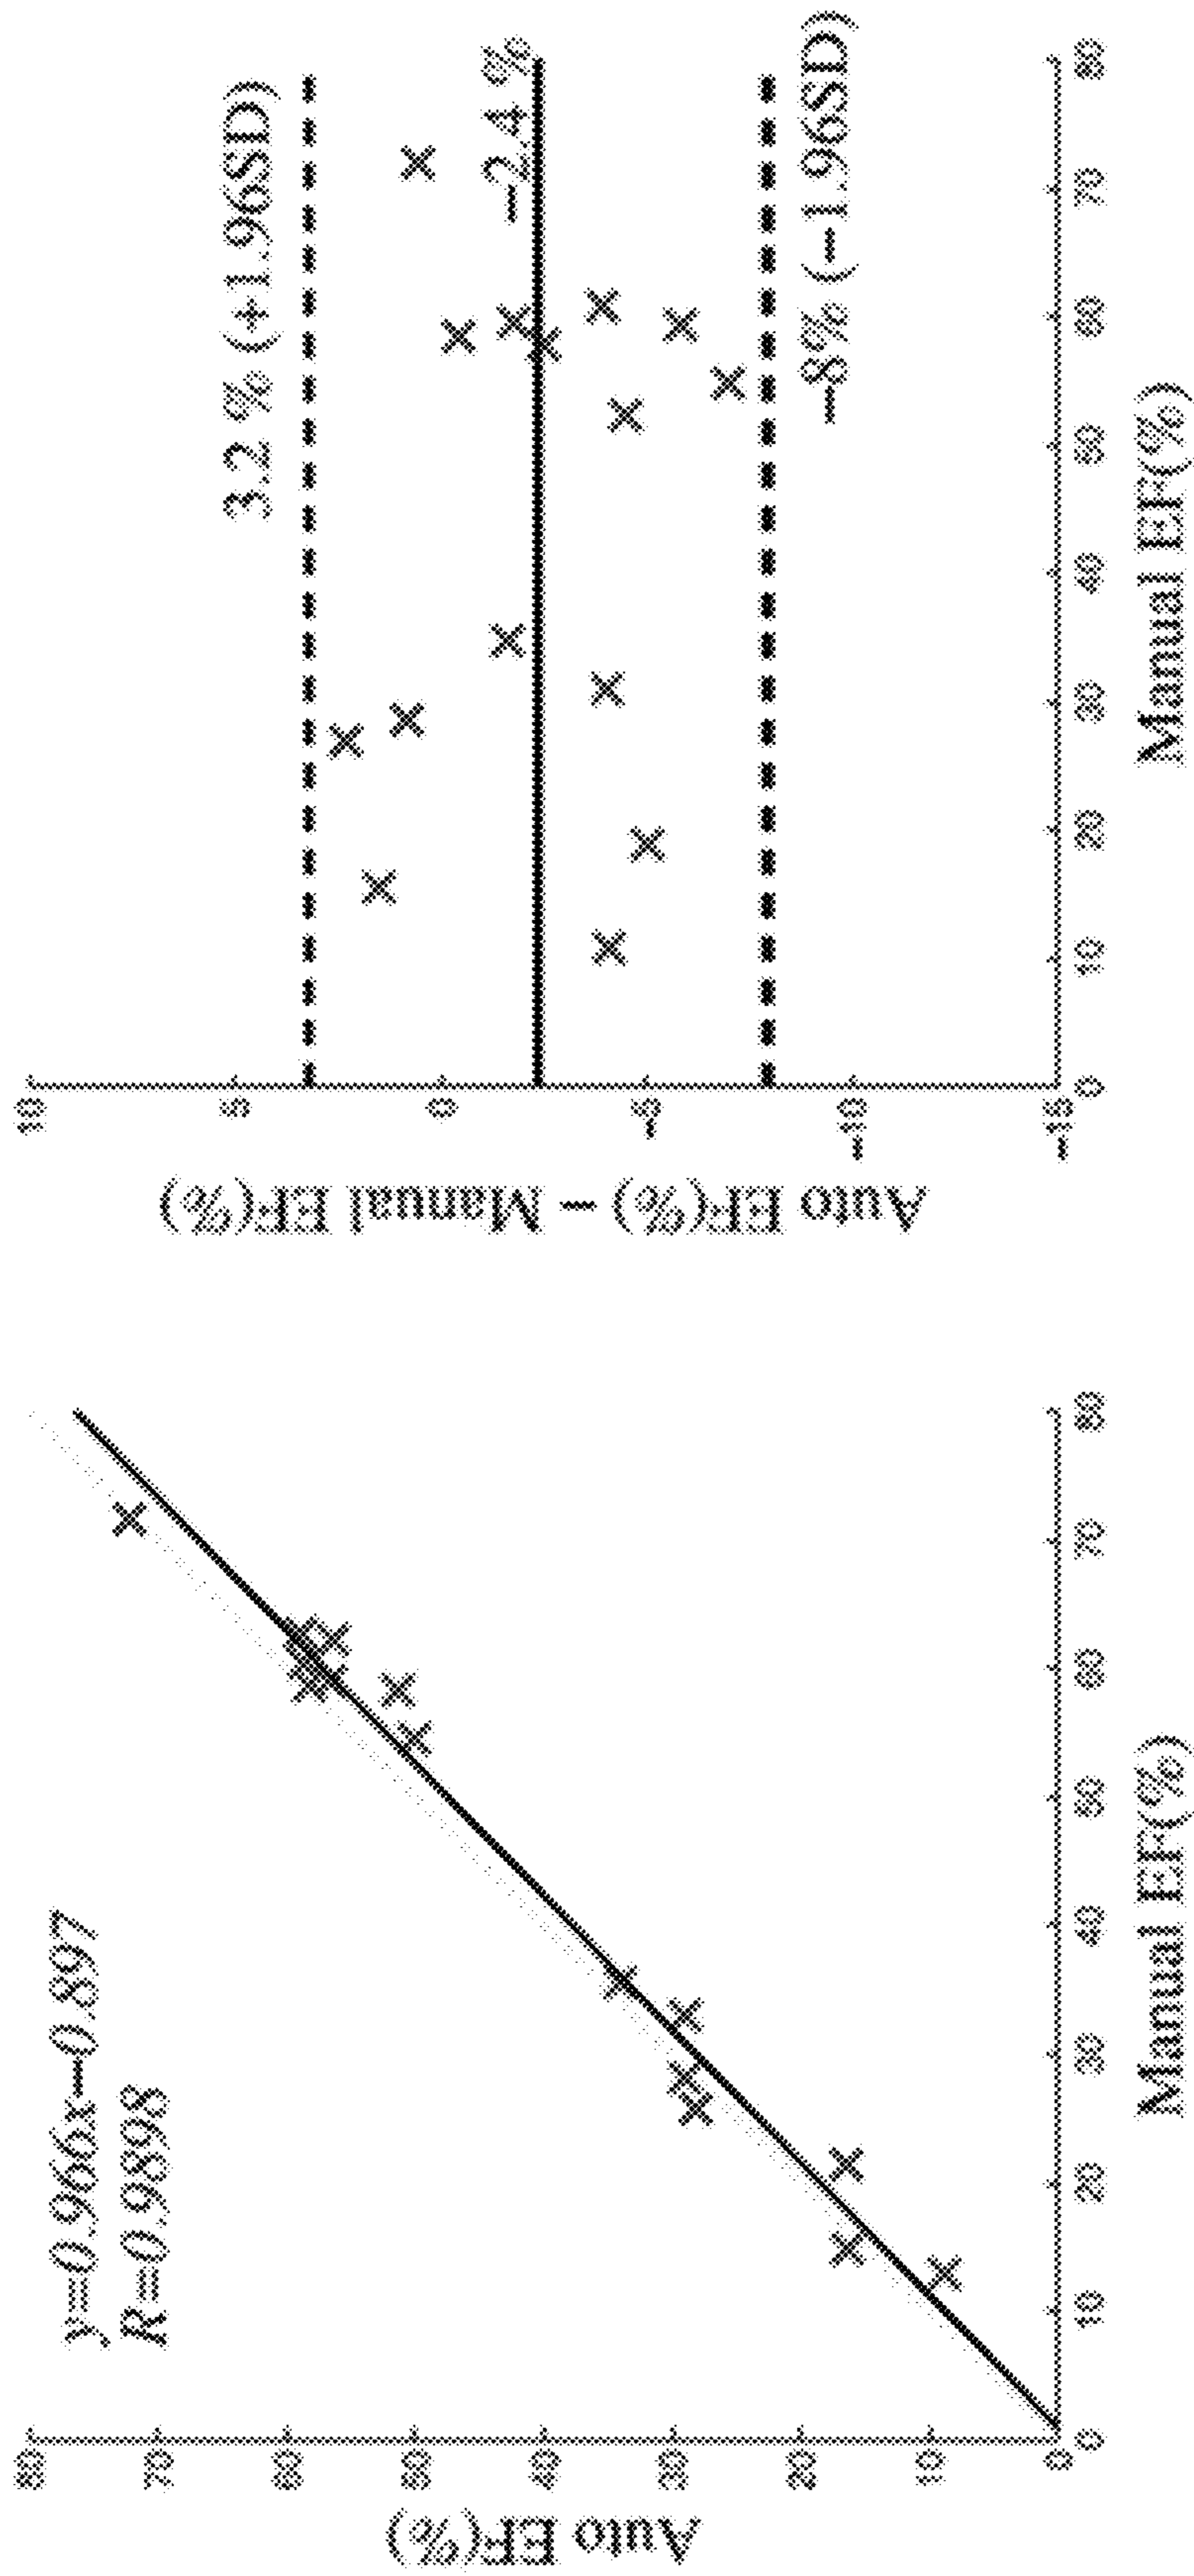 y=0.966x−0.897
R=0.9898
Auto EF(%)
80
70
60
50
40
30
20
10
0
0 10 20 30 40 50 60 70 80
Manual EF(%)
Auto EF(%) − Manual EF(%)
10
5
0
−5
−10
−15
3.2 % (+1.96SD)
−2.4 %
−8% (−1.96SD)
0 10 20 30 40 50 60 70 80
Manual EF(%)